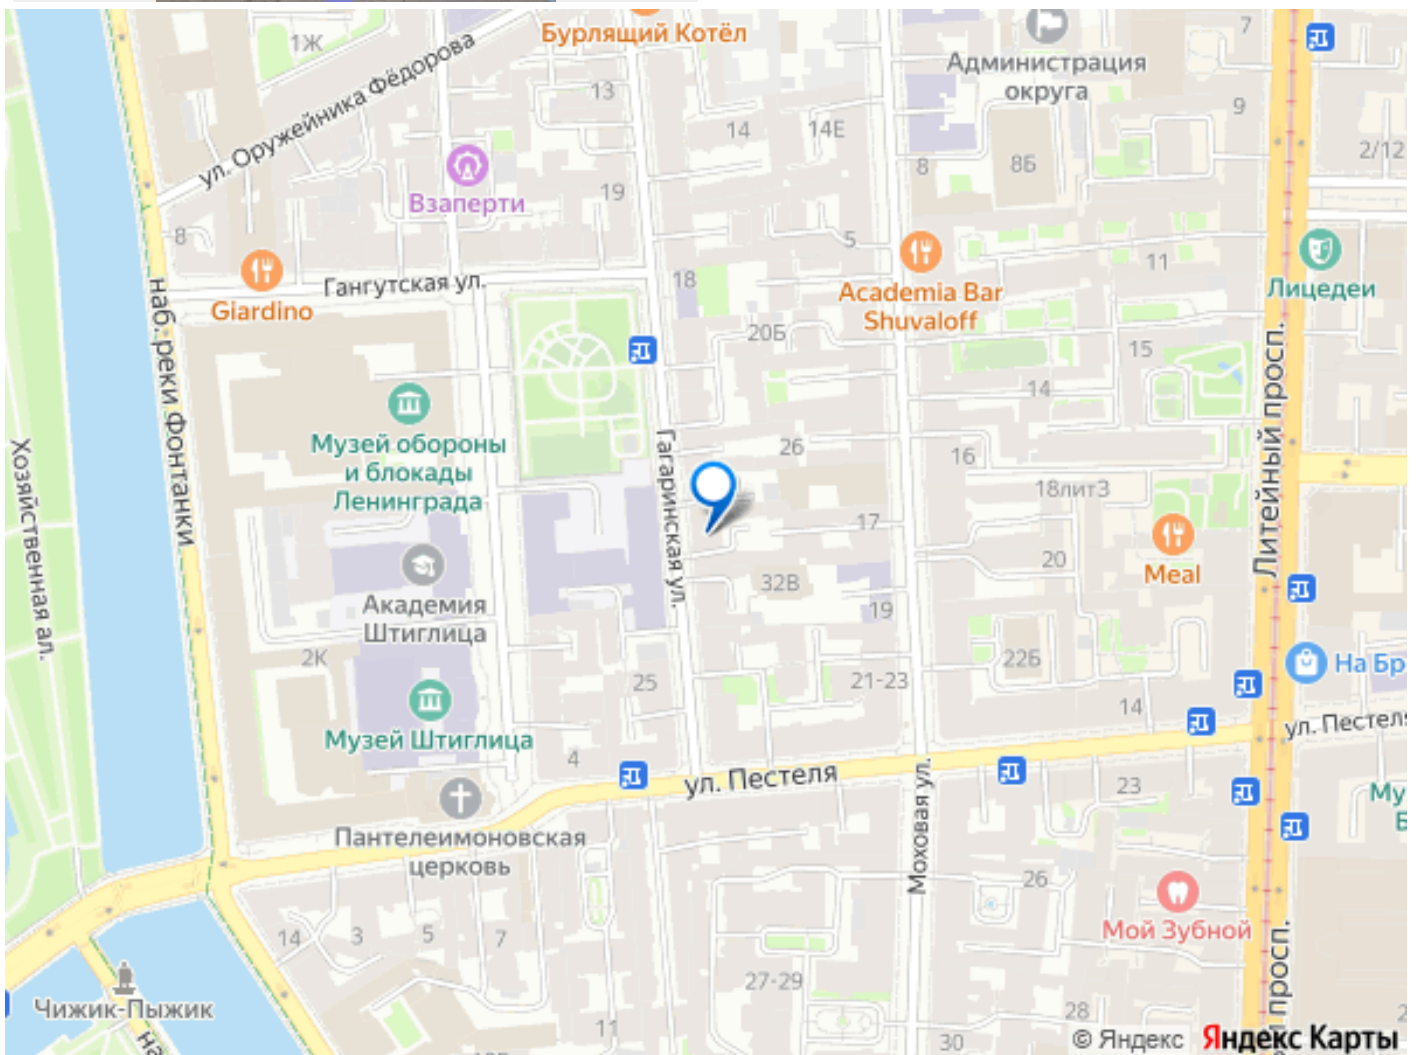 Бурлящий Котёл
1Ж
ул. Оружейника Фёдорова
13
14
14Е
Администрация
округа
7
9
2/12
8
8Б
Взаперти
19
8
5
11
Giardino
Гангутская ул.
18
Academia Bar
Shuvaloff
Лицедеи
наб. реки Фонтанки
20Б
15
14
Музей обороны
и блокады
Ленинграда
Хозяйственная ал.
Гагаринская ул.
26
16
Литейный просп.
18лит3
17
20
Meal
Академия
Штиглица
32В
19
2К
22Б
На Бр
25
21-23
14
Музей Штиглица
4
ул. Пестеля
ул. Пестеля
Моховая ул.
23
Му
Б
Пантелеимоновская
церковь
26
Мой Зубной
14
3
5
7
27-29
просп.
Чижик-Пыжик
на
11
28
30
© Яндекс Яндекс Карты